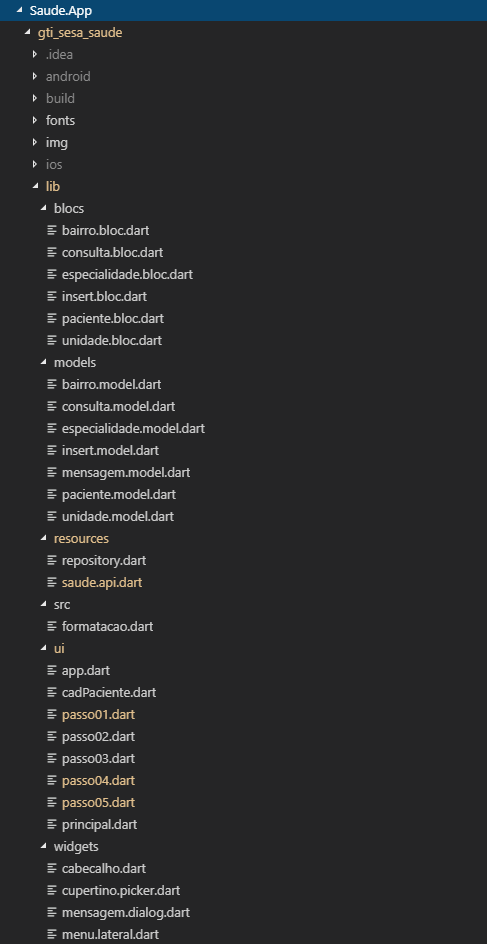 Saude.App
gti_sesa_saude
.idea
android
build
fonts
img
ios
lib
blocs
bairro.bloc.dart
consulta.bloc.dart
especialidade.bloc.dart
insert.bloc.dart
paciente.bloc.dart
unidade.bloc.dart
models
bairro.model.dart
consulta.model.dart
especialidade.model.dart
insert.model.dart
mensagem.model.dart
paciente.model.dart
unidade.model.dart
resources
repository.dart
saude.api.dart
src
formatacao.dart
ui
app.dart
cadPaciente.dart
passo01.dart
passo02.dart
passo03.dart
passo04.dart
passo05.dart
principal.dart
widgets
cabecalho.dart
cupertino.picker.dart
mensagem.dialog.dart
menu.lateral.dart